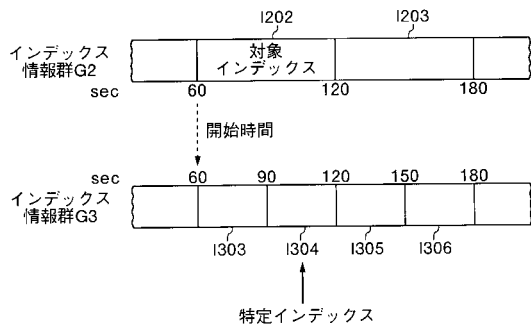 I202 I203
インデックス
情報群G2
対象
インデックス
sec 60 120 180
開始時間
sec 60 90 120 150 180
インデックス
情報群G3
I303 I304 I305 I306
特定インデックス